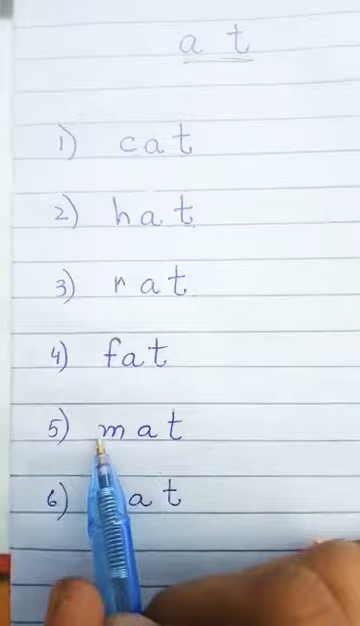 a t
1) cat
2) hat
3) rat
4) fat
5) mat
6) at